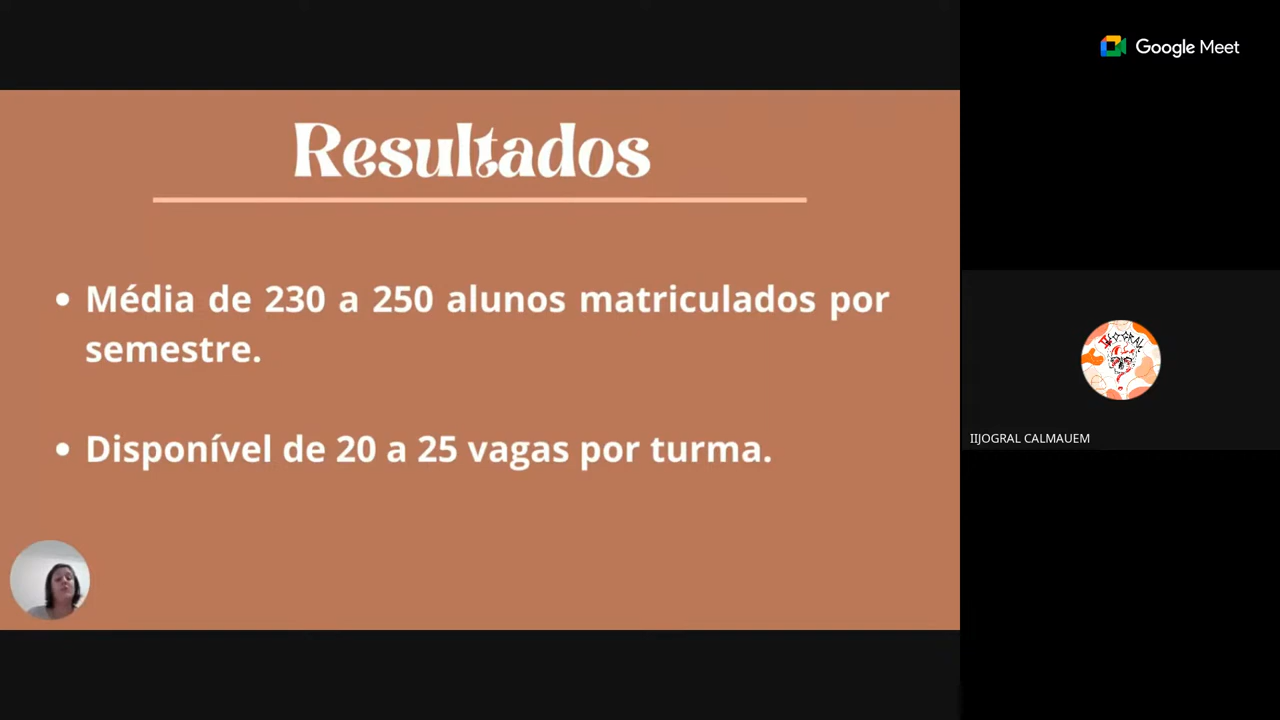 Google Meet
Resultados
• Média de 230 a 250 alunos matriculados por
semestre.
• Disponível de 20 a 25 vagas por turma.
IIJOGRAL CALMAUEM